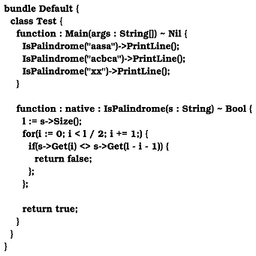 bundle Default {
class Test {
function : Main(args : String[]) ~ Nil {
IsPalindrome("aasa")->PrintLine();
IsPalindrome("acbca")->PrintLine();
IsPalindrome("xx")->PrintLine();
}
function : native : IsPalindrome(s : String) ~ Bool {
l := s->Size();
for(i := 0; i < l / 2; i += 1;) {
if(s->Get(i) <> s->Get(l - i - 1)) {
return false;
};
};
return true;
}
}
}